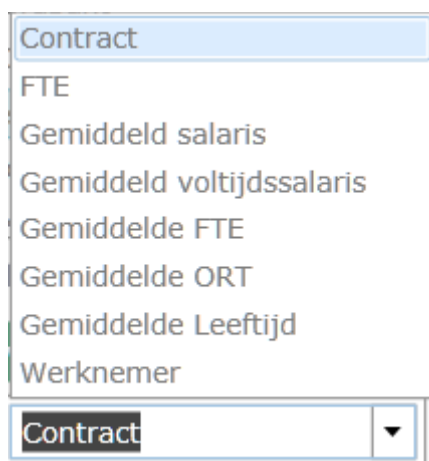 Contract
FTE
Gemiddeld salaris
Gemiddeld voltijdssalaris
Gemiddelde FTE
Gemiddelde ORT
Gemiddelde Leeftijd
Werknemer
Contract